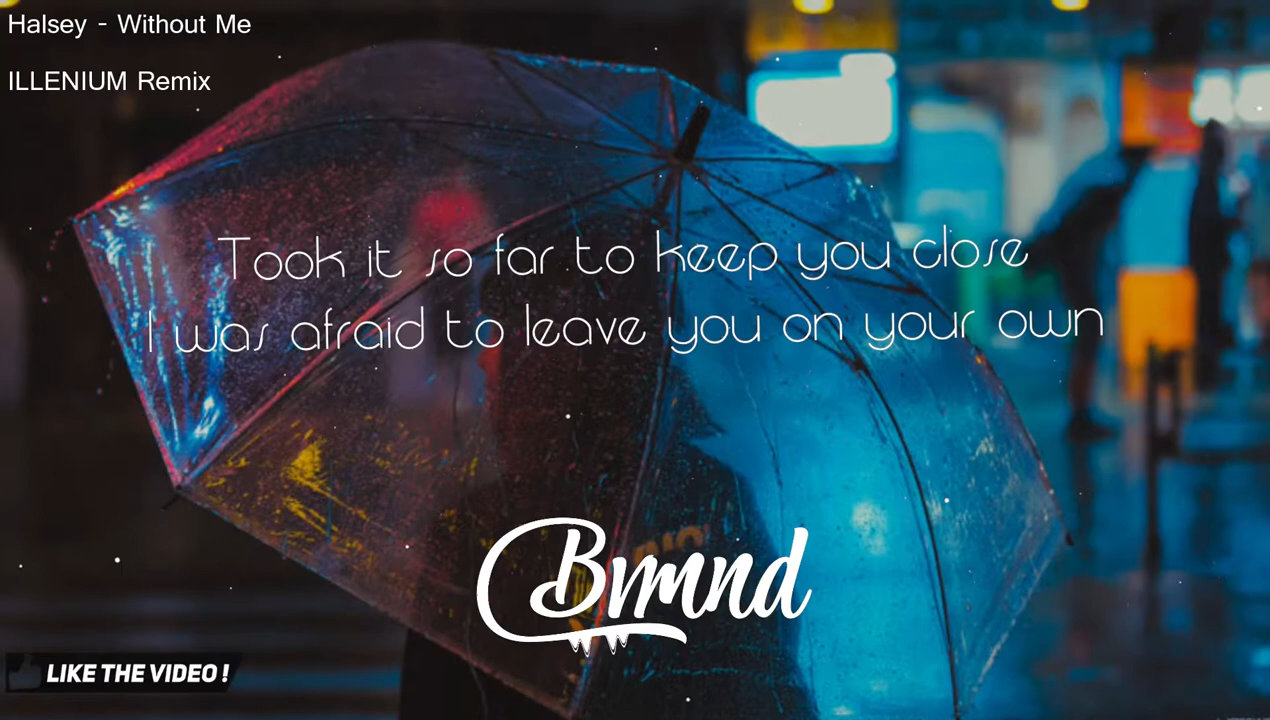 Halsey - Without Me
ILLENIUM Remix
Took it so far to keep you close
I was afraid to leave you on your own
Bvmnd
LIKE THE VIDEO !